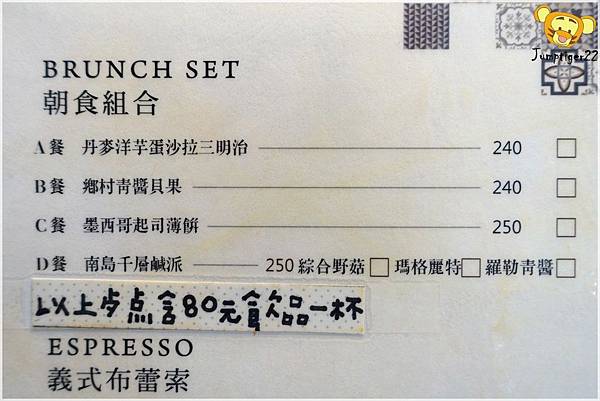 Jumptiger22
BRUNCH SET
朝食組合
A餐 丹麥洋芋蛋沙拉三明治 240 □
B餐 鄉村青醬貝果 240 □
C餐 墨西哥起司薄餅 250 □
D餐 南島千層鹹派 250 綜合野菇□瑪格麗特□羅勒青醬□
以上歺点含80元飲品一杯
ESPRESSO
義式布蕾索